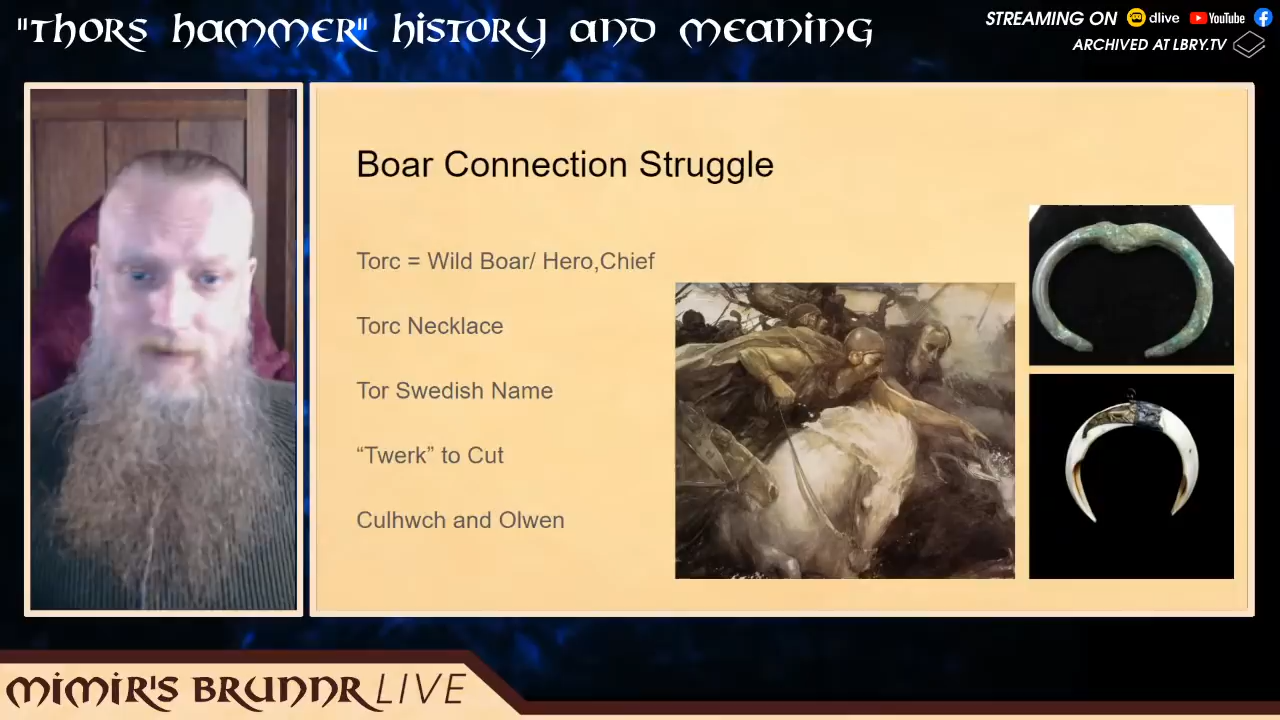 "Thors hammer" history and meaning
STREAMING ON dlive YouTube
ARCHIVED AT LBRY.TV
Boar Connection Struggle
Torc = Wild Boar/ Hero,Chief
Torc Necklace
Tor Swedish Name
“Twerk” to Cut
Culhwch and Olwen
Mimir's Brunnr LIVE